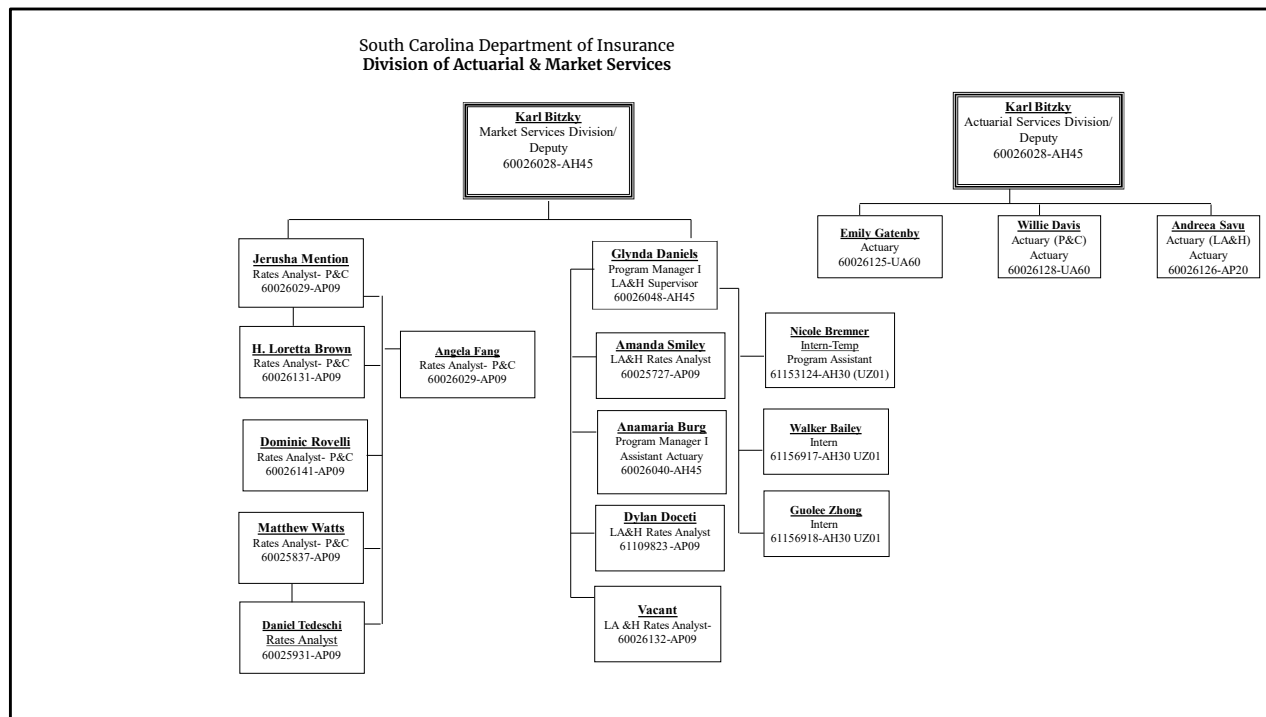 South Carolina Department of Insurance
Division of Actuarial & Market Services
Karl Bitzky
Market Services Division/
Deputy
60026028-AH45
Karl Bitzky
Actuarial Services Division/
Deputy
60026028-AH45
Emily Gatenby
Actuary
60026125-UA60
Willie Davis
Actuary (P&C)
Actuary
60026128-UA60
Andreea Savu
Actuary (LA&H)
Actuary
60026126-AP20
Jerusha Mention
Rates Analyst- P&C
60026029-AP09
H. Loretta Brown
Rates Analyst- P&C
60026131-AP09
Angela Fang
Rates Analyst- P&C
60026029-AP09
Dominic Rovelli
Rates Analyst- P&C
60026141-AP09
Matthew Watts
Rates Analyst- P&C
60025837-AP09
Daniel Tedeschi
Rates Analyst
60025931-AP09
Glynda Daniels
Program Manager I
LA&H Supervisor
60026048-AH45
Amanda Smiley
LA&H Rates Analyst
60025727-AP09
Anamaria Burg
Program Manager I
Assistant Actuary
60026040-AH45
Dylan Doceti
LA&H Rates Analyst
61109823-AP09
Vacant
LA &H Rates Analyst-
60026132-AP09
Nicole Bremner
Intern-Temp
Program Assistant
61153124-AH30 (UZ01)
Walker Bailey
Intern
61156917-AH30 UZ01
Guolee Zhong
Intern
61156918-AH30 UZ01